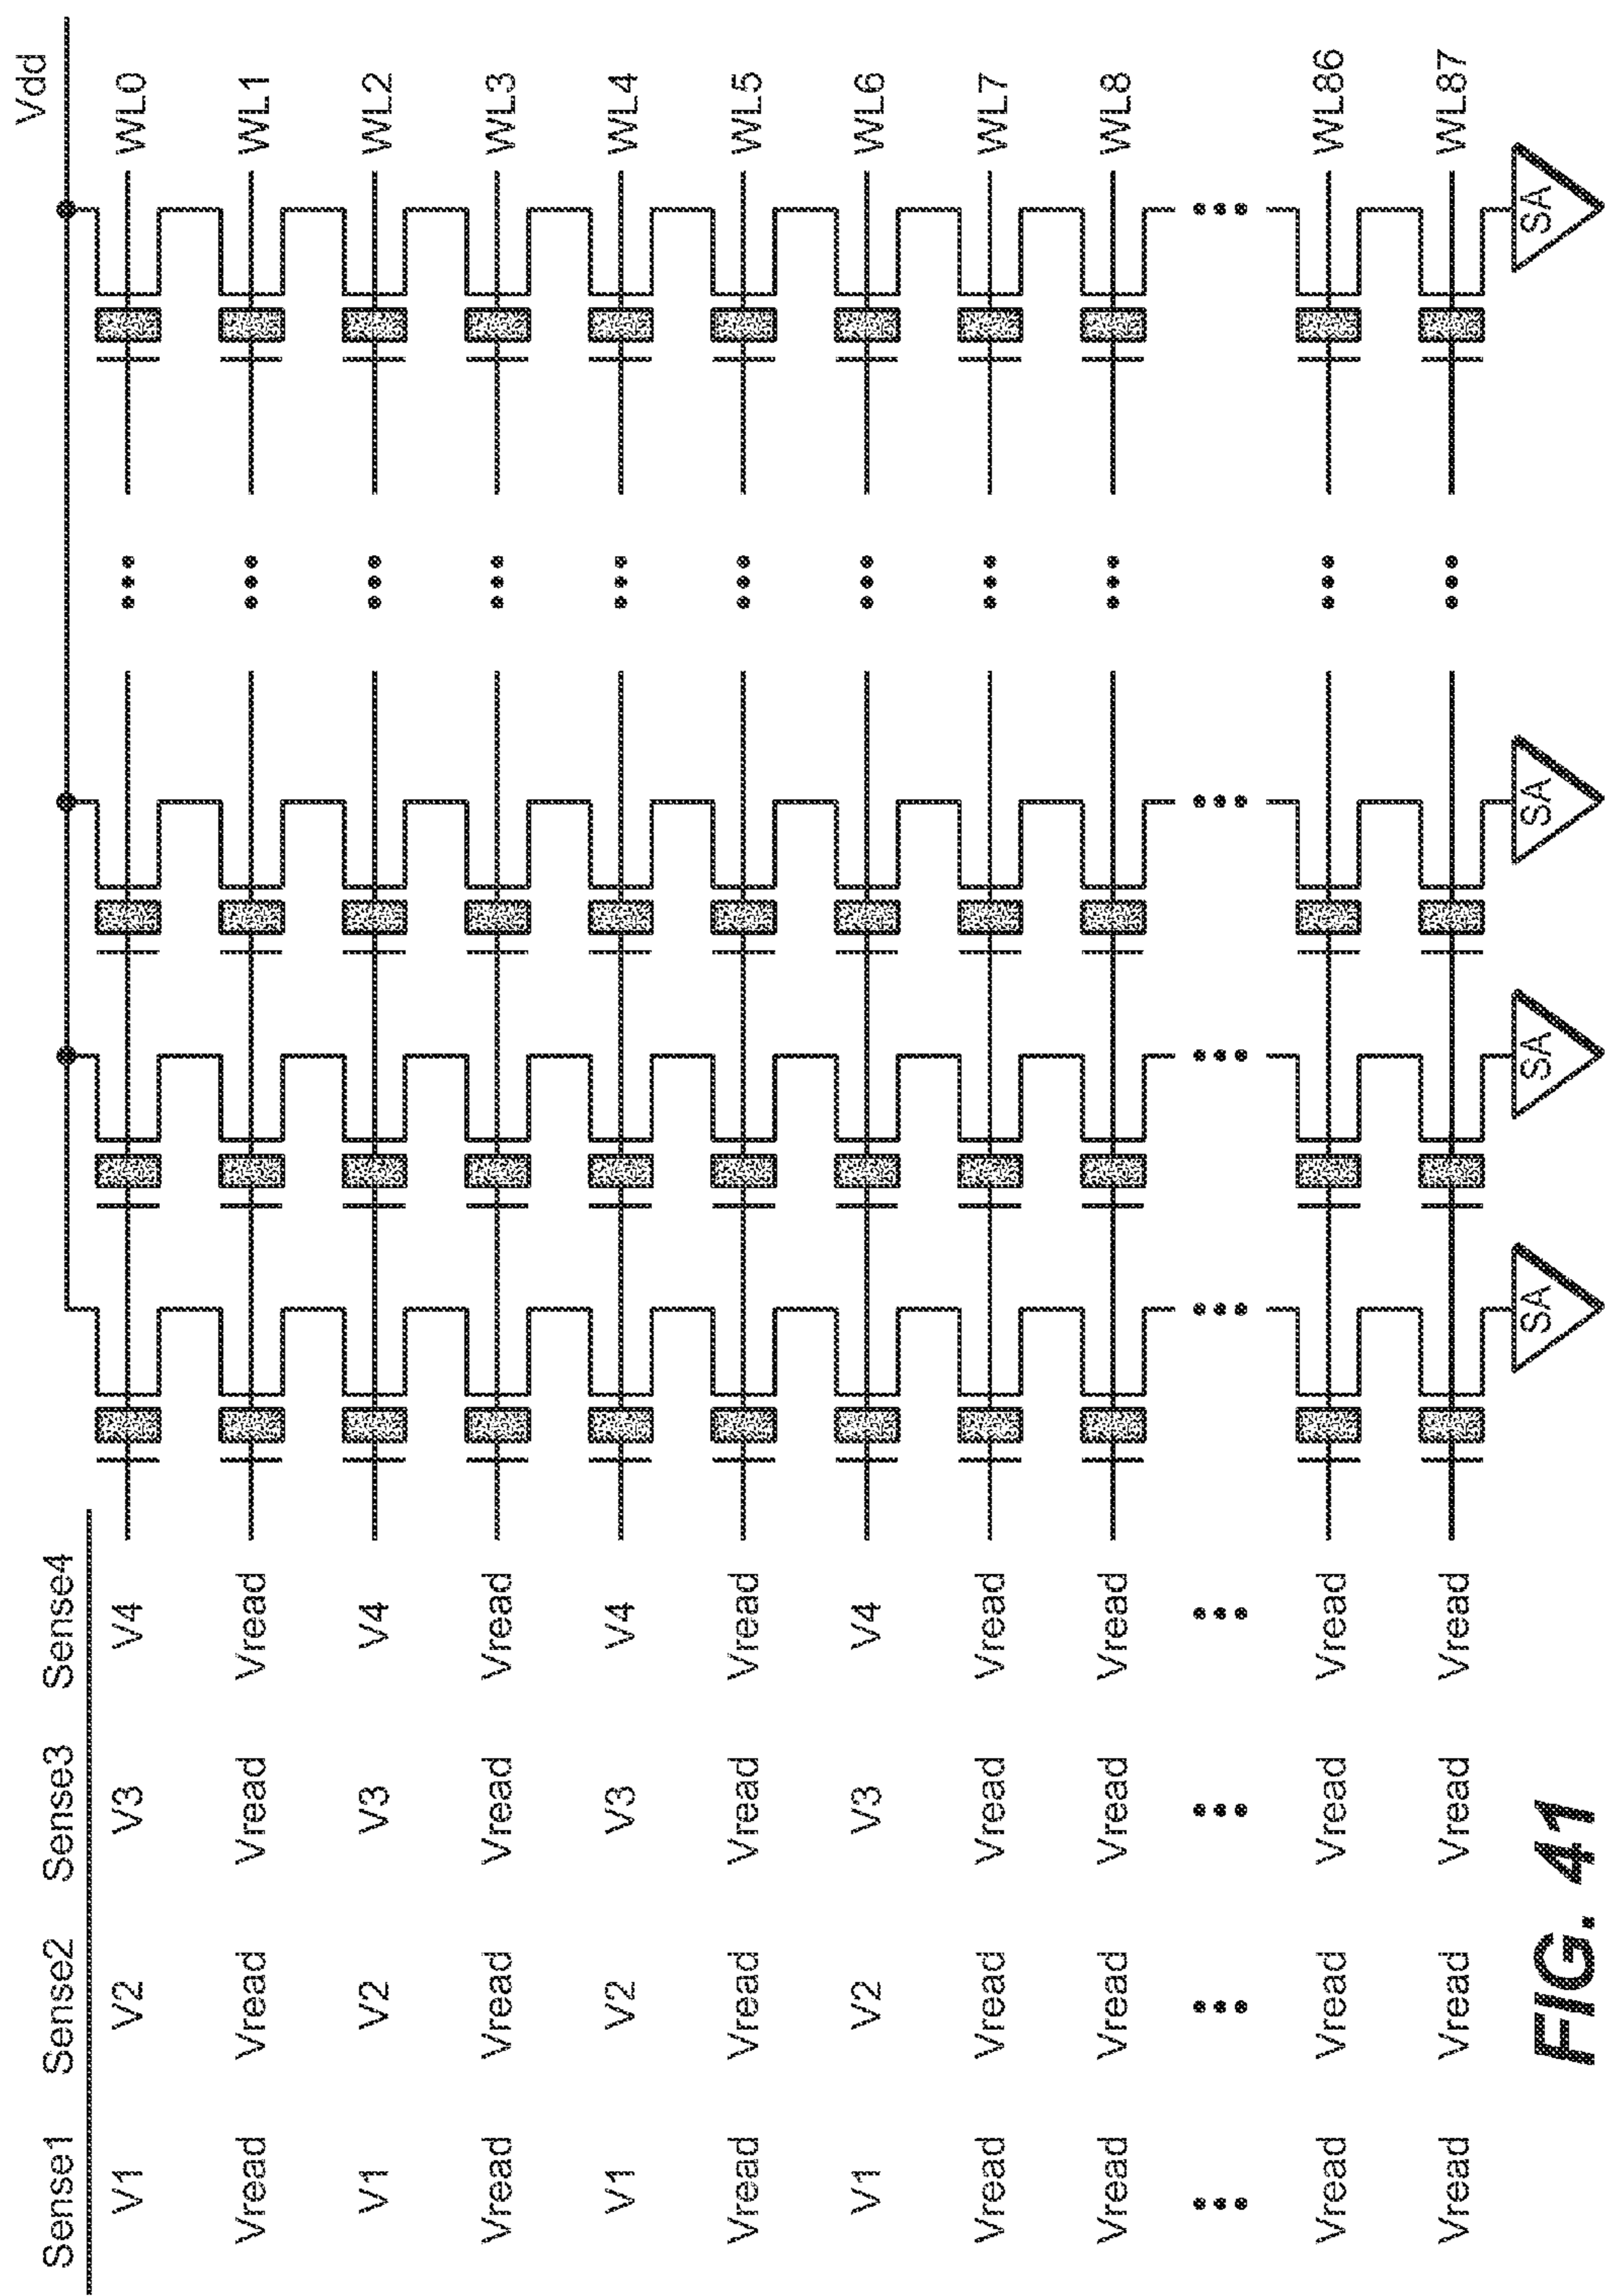 Vdd
Sense1 Sense2 Sense3 Sense4
V1 V2 V3 V4 WL0
Vread Vread Vread Vread WL1
V1 V2 V3 V4 WL2
Vread Vread Vread Vread WL3
V1 V2 V3 V4 WL4
Vread Vread Vread Vread WL5
V1 V2 V3 V4 WL6
Vread Vread Vread Vread WL7
Vread Vread Vread Vread WL8
Vread Vread Vread Vread WL86
Vread Vread Vread Vread WL87
SA SA SA SA
FIG. 41